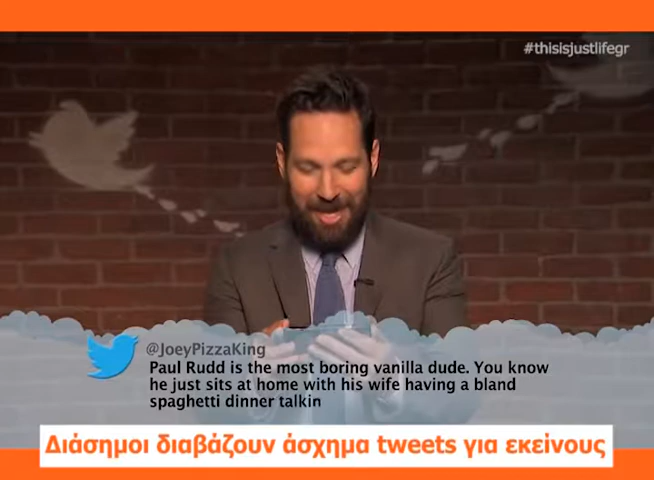 #thisisjustlifegr
@JoeyPizzaKing
Paul Rudd is the most boring vanilla dude. You know
he just sits at home with his wife having a bland
spaghetti dinner talkin
Διάσημοι διαβάζουν άσχημα tweets για εκείνους